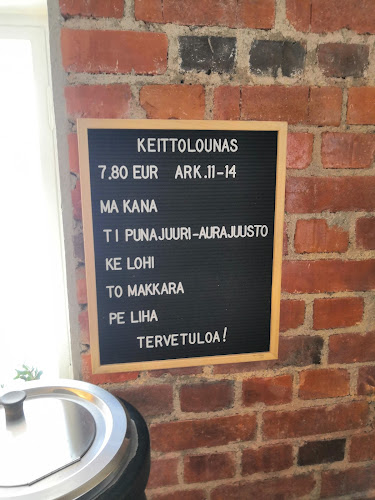 KEITTOLOUNAS
7,80 EUR ARK.11-14
MA KANA
TI PUNAJUURI-AURAJUUSTO
KE LOHI
TO MAKKARA
PE LIHA
TERVETULOA!